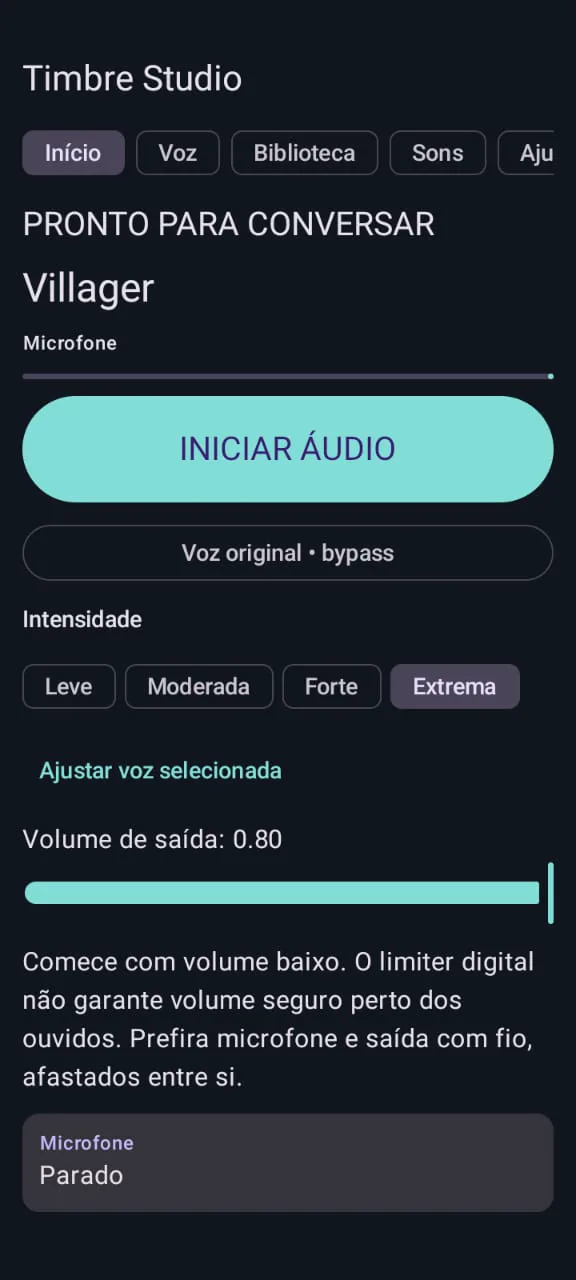 Timbre Studio
Início Voz Biblioteca Sons Aju
PRONTO PARA CONVERSAR
Villager
Microfone
INICIAR ÁUDIO
Voz original • bypass
Intensidade
Leve Moderada Forte Extrema
Ajustar voz selecionada
Volume de saída: 0.80
Comece com volume baixo. O limiter digital
não garante volume seguro perto dos
ouvidos. Prefira microfone e saída com fio,
afastados entre si.
Microfone
Parado